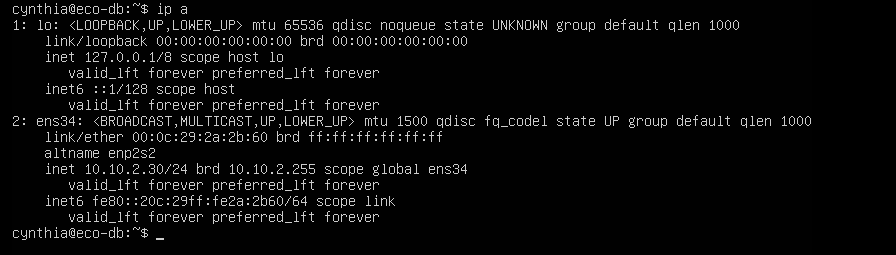 cynthia@eco-db:~$ ip a
1: lo: <LOOPBACK,UP,LOWER_UP> mtu 65536 qdisc noqueue state UNKNOWN group default qlen 1000
    link/loopback 00:00:00:00:00:00 brd 00:00:00:00:00:00
    inet 127.0.0.1/8 scope host lo
       valid_lft forever preferred_lft forever
    inet6 ::1/128 scope host
       valid_lft forever preferred_lft forever
2: ens34: <BROADCAST,MULTICAST,UP,LOWER_UP> mtu 1500 qdisc fq_codel state UP group default qlen 1000
    link/ether 00:0c:29:2a:2b:60 brd ff:ff:ff:ff:ff:ff
    altname enp2s2
    inet 10.10.2.30/24 brd 10.10.2.255 scope global ens34
       valid_lft forever preferred_lft forever
    inet6 fe80::20c:29ff:fe2a:2b60/64 scope link
       valid_lft forever preferred_lft forever
cynthia@eco-db:~$ _